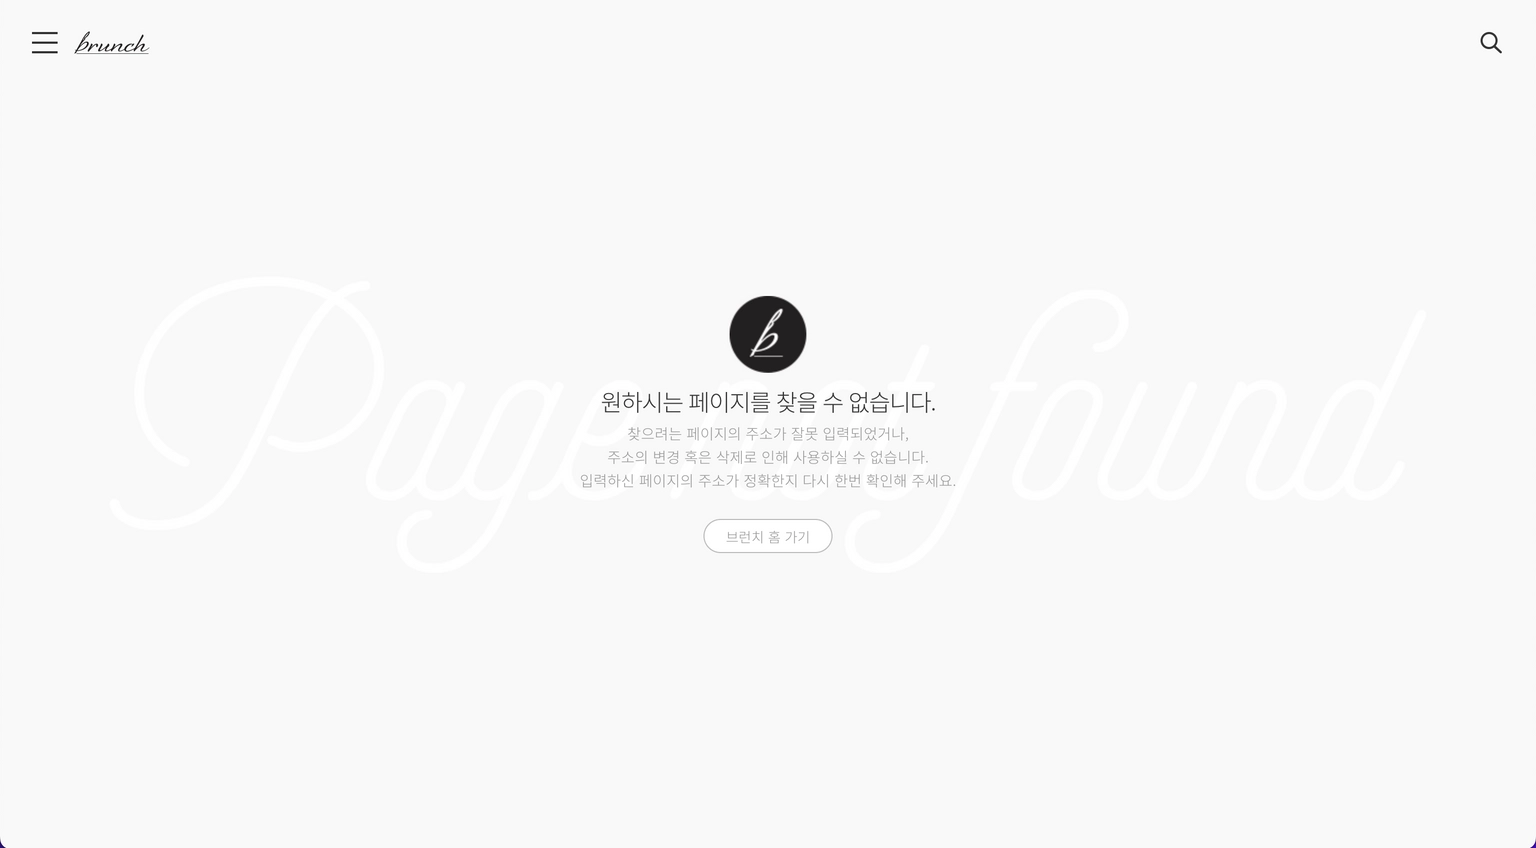 brunch
Page not found
b
원하시는 페이지를 찾을 수 없습니다.
찾으려는 페이지의 주소가 잘못 입력되었거나,
주소의 변경 혹은 삭제로 인해 사용하실 수 없습니다.
입력하신 페이지의 주소가 정확한지 다시 한번 확인해 주세요.
브런치 홈 가기